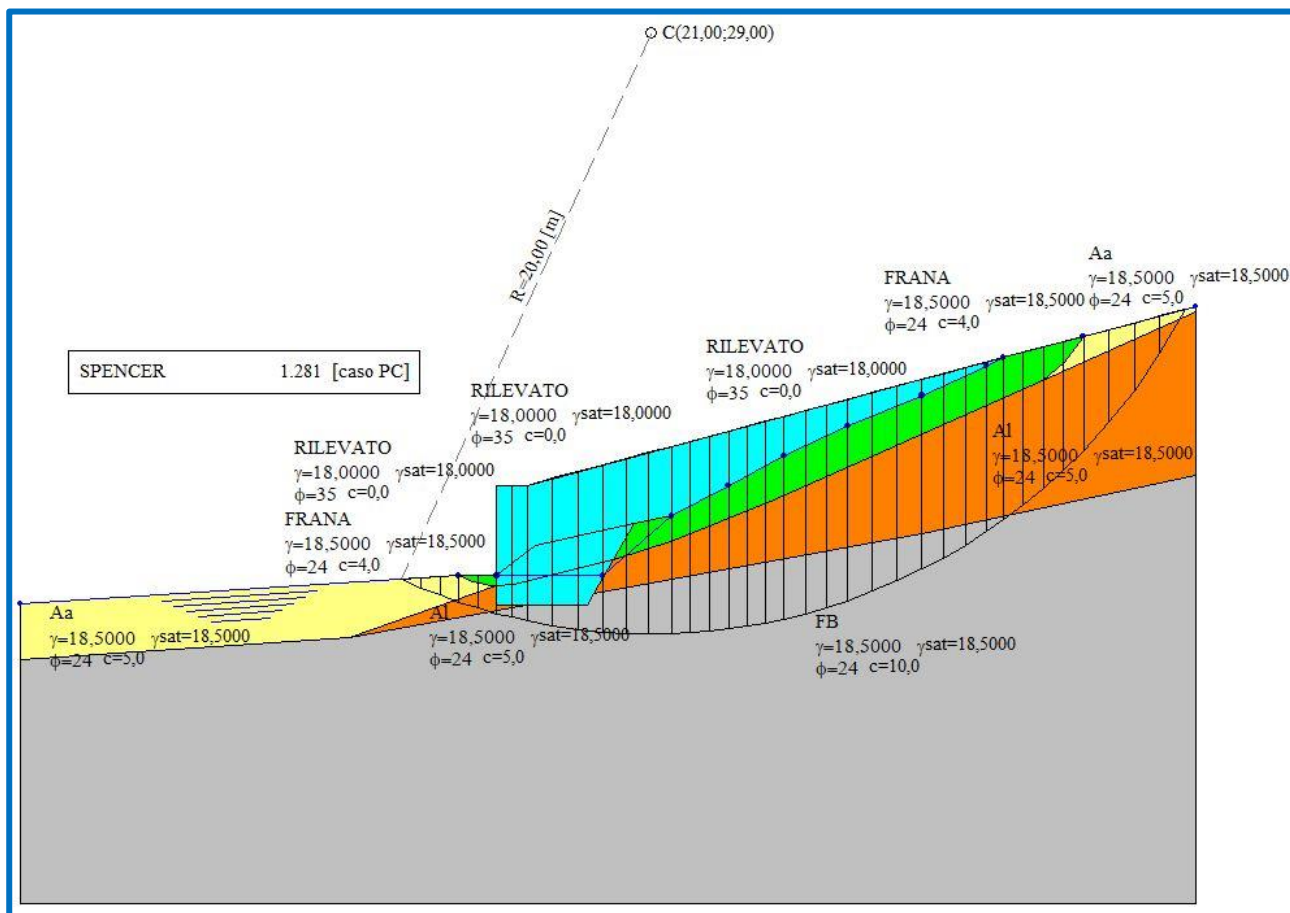 C(21,00;29,00)
R=20,00 [m]
Aa
γ=18,5000 γsat=18,5000
ϕ=24 c=5,0
FRANA
γ=18,5000 γsat=18,5000
ϕ=24 c=4,0
RILEVATO
γ=18,0000 γsat=18,0000
ϕ=35 c=0,0
SPENCER 1.281 [caso PC]
RILEVATO
γ=18,0000 γsat=18,0000
ϕ=35 c=0,0
Al
γ=18,5000 γsat=18,5000
ϕ=24 c=5,0
RILEVATO
γ=18,0000 γsat=18,0000
ϕ=35 c=0,0
FRANA
γ=18,5000 γsat=18,5000
ϕ=24 c=4,0
Aa
γ=18,5000 γsat=18,5000
ϕ=24 c=5,0
Al
γ=18,5000 γsat=18,5000
ϕ=24 c=5,0
FB
γ=18,5000 γsat=18,5000
ϕ=24 c=10,0